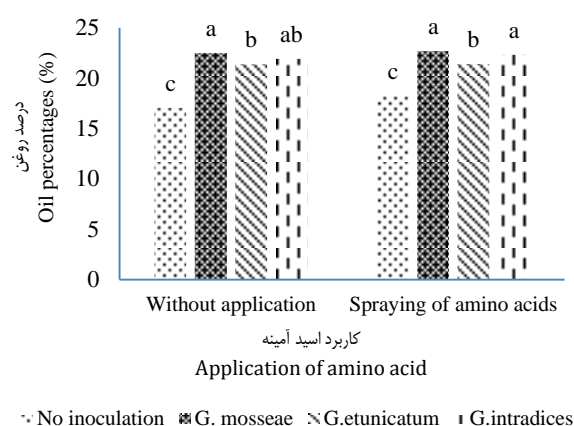 25
20
15
10
5
0
درصد روغن
Oil percentages (%)
c
a
b
ab
c
a
b
a
Without application
Spraying of amino acids
کاربرد اسید آمینه
Application of amino acid
No inoculation
G. mosseae
G.etunicatum
G.intradices